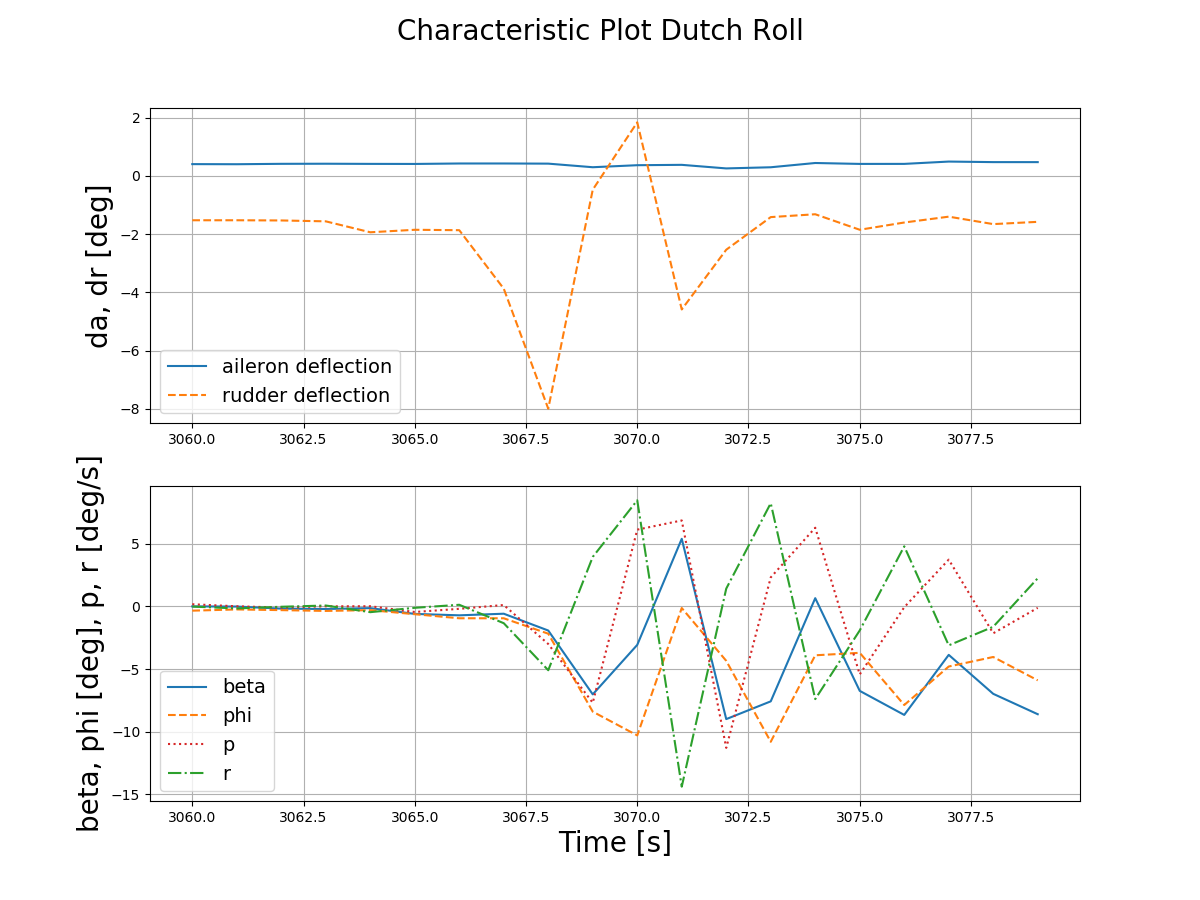 Characteristic Plot Dutch Roll
da, dr [deg]
2
0
−2
−4
−6
−8
aileron deflection
rudder deflection
3060.0 3062.5 3065.0 3067.5 3070.0 3072.5 3075.0 3077.5
beta, phi [deg], p, r [deg/s]
5
0
−5
−10
−15
beta
phi
p
r
3060.0 3062.5 3065.0 3067.5 3070.0 3072.5 3075.0 3077.5
Time [s]